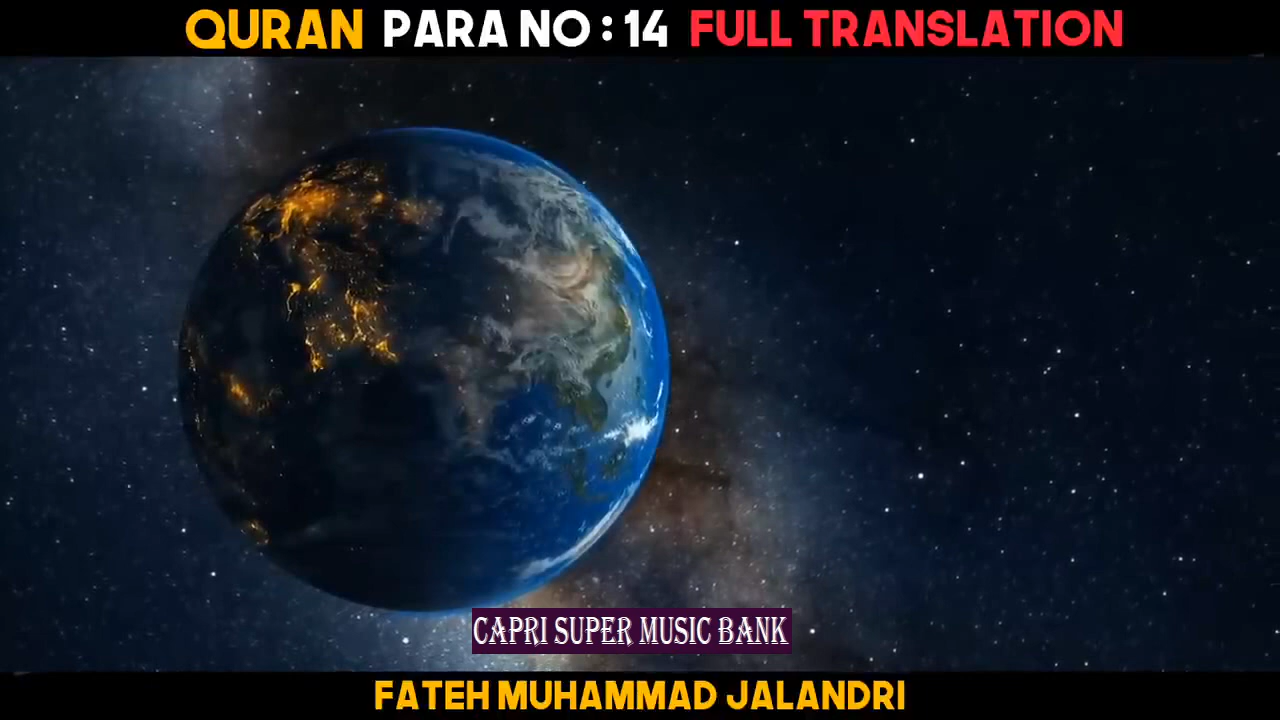 QURAN PARA NO : 14 FULL TRANSLATION
CAPRI SUPER MUSIC BANK
FATEH MUHAMMAD JALANDRI